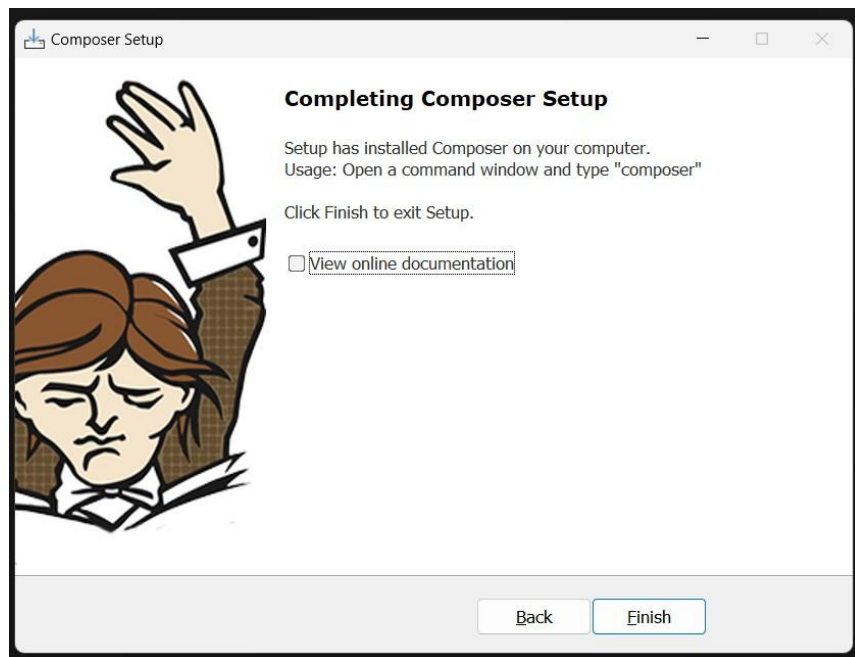 Composer Setup
Completing Composer Setup
Setup has installed Composer on your computer.
Usage: Open a command window and type "composer"
Click Finish to exit Setup.
View online documentation
Back
Finish